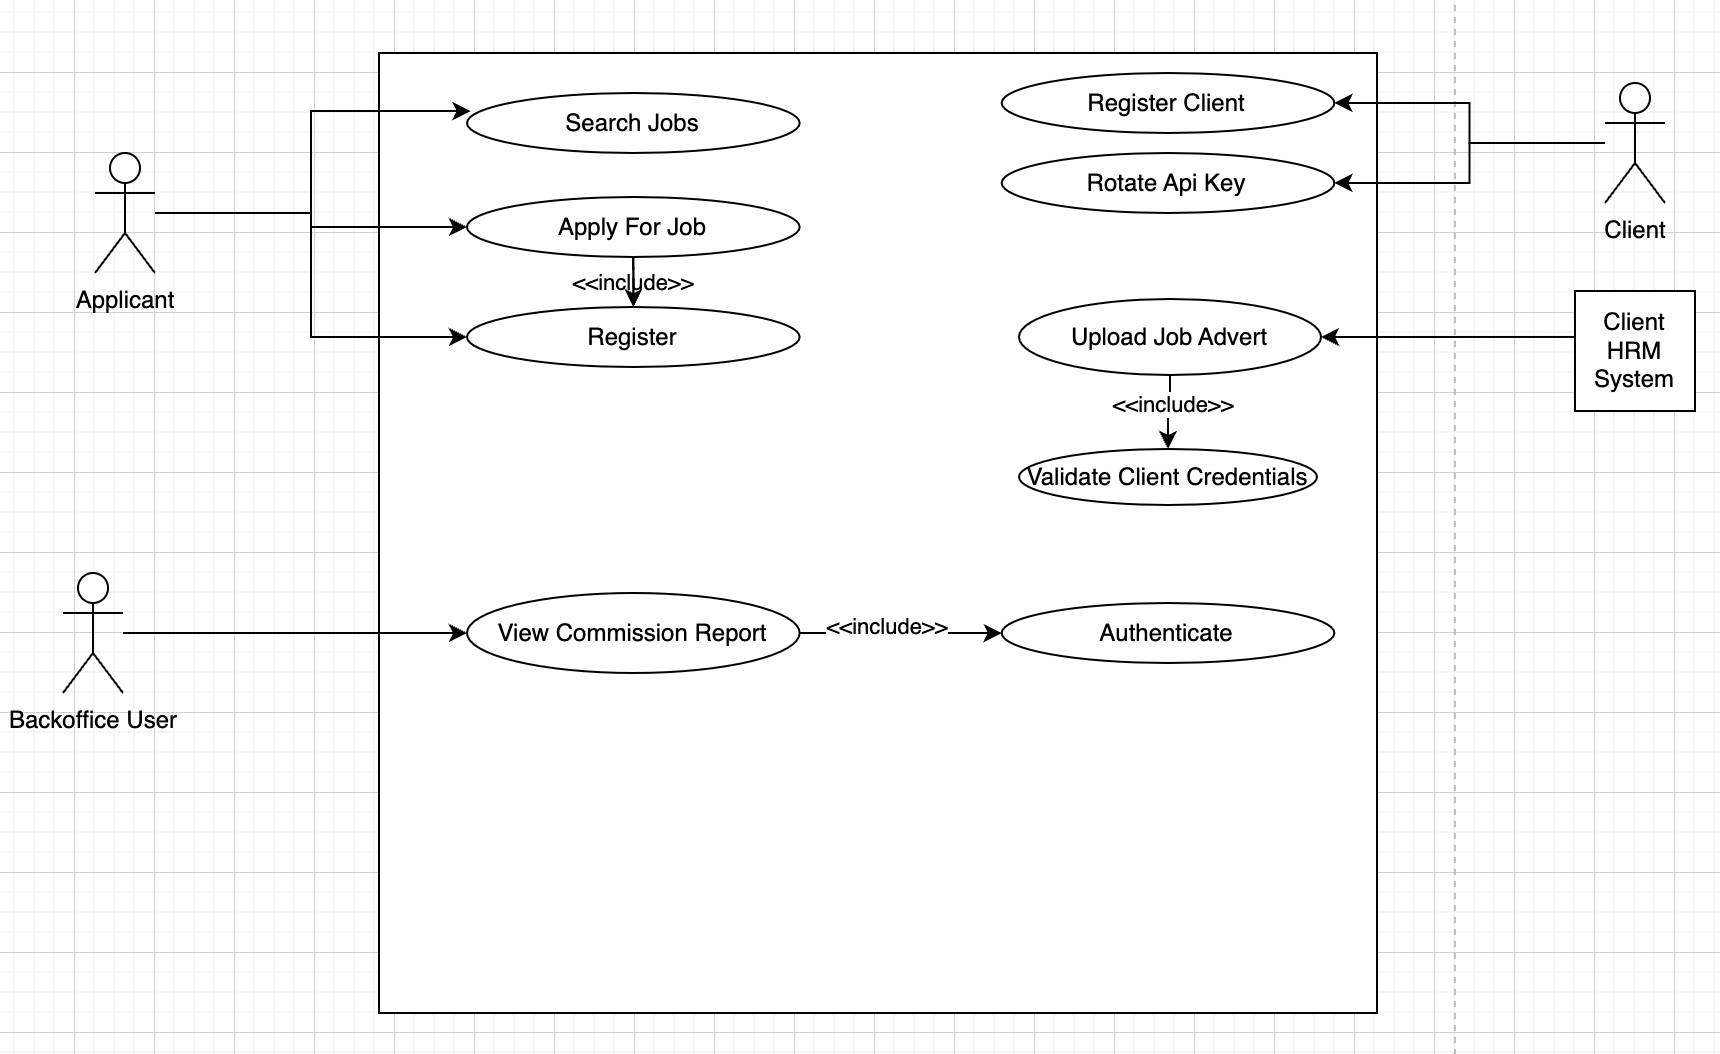 Search Jobs
Register Client
Rotate Api Key
Apply For Job
Client
<<include>>
Applicant
Register
Upload Job Advert
Client
HRM
System
<<include>>
Validate Client Credentials
View Commission Report
<<include>>
Authenticate
Backoffice User